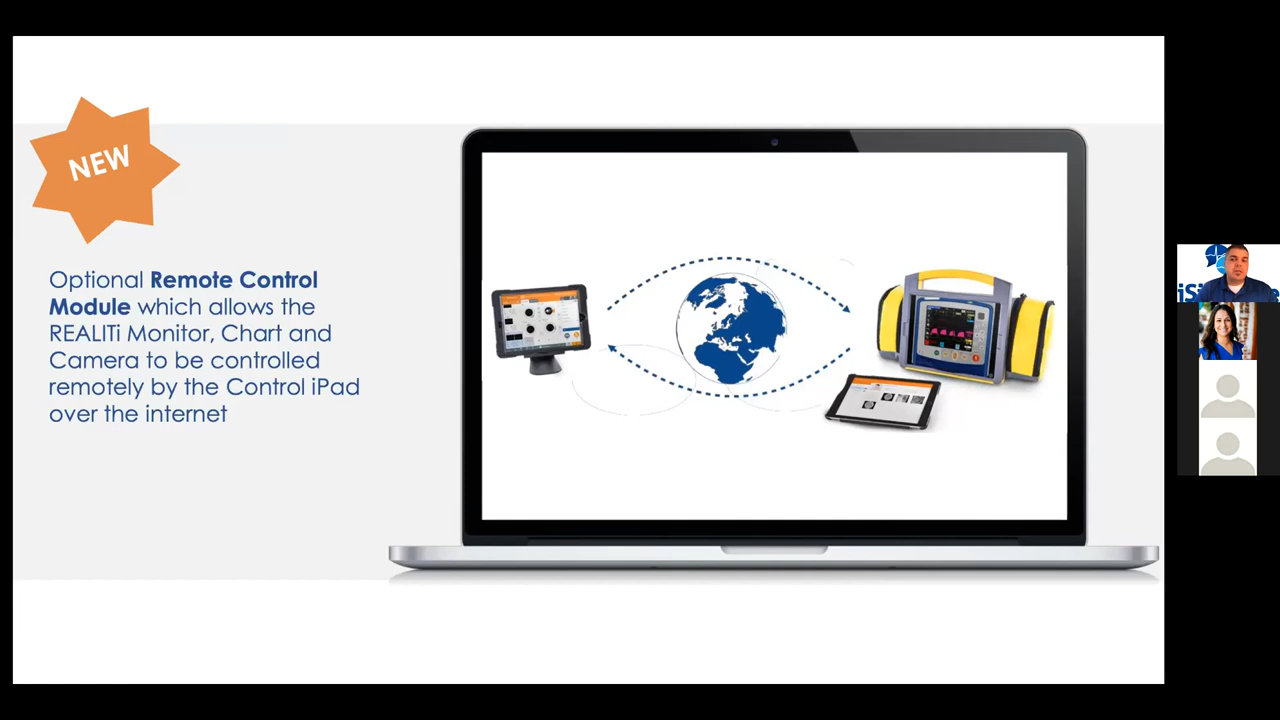 NEW
Optional Remote Control
Module which allows the
REALITi Monitor, Chart and
Camera to be controlled
remotely by the Control iPad
over the internet